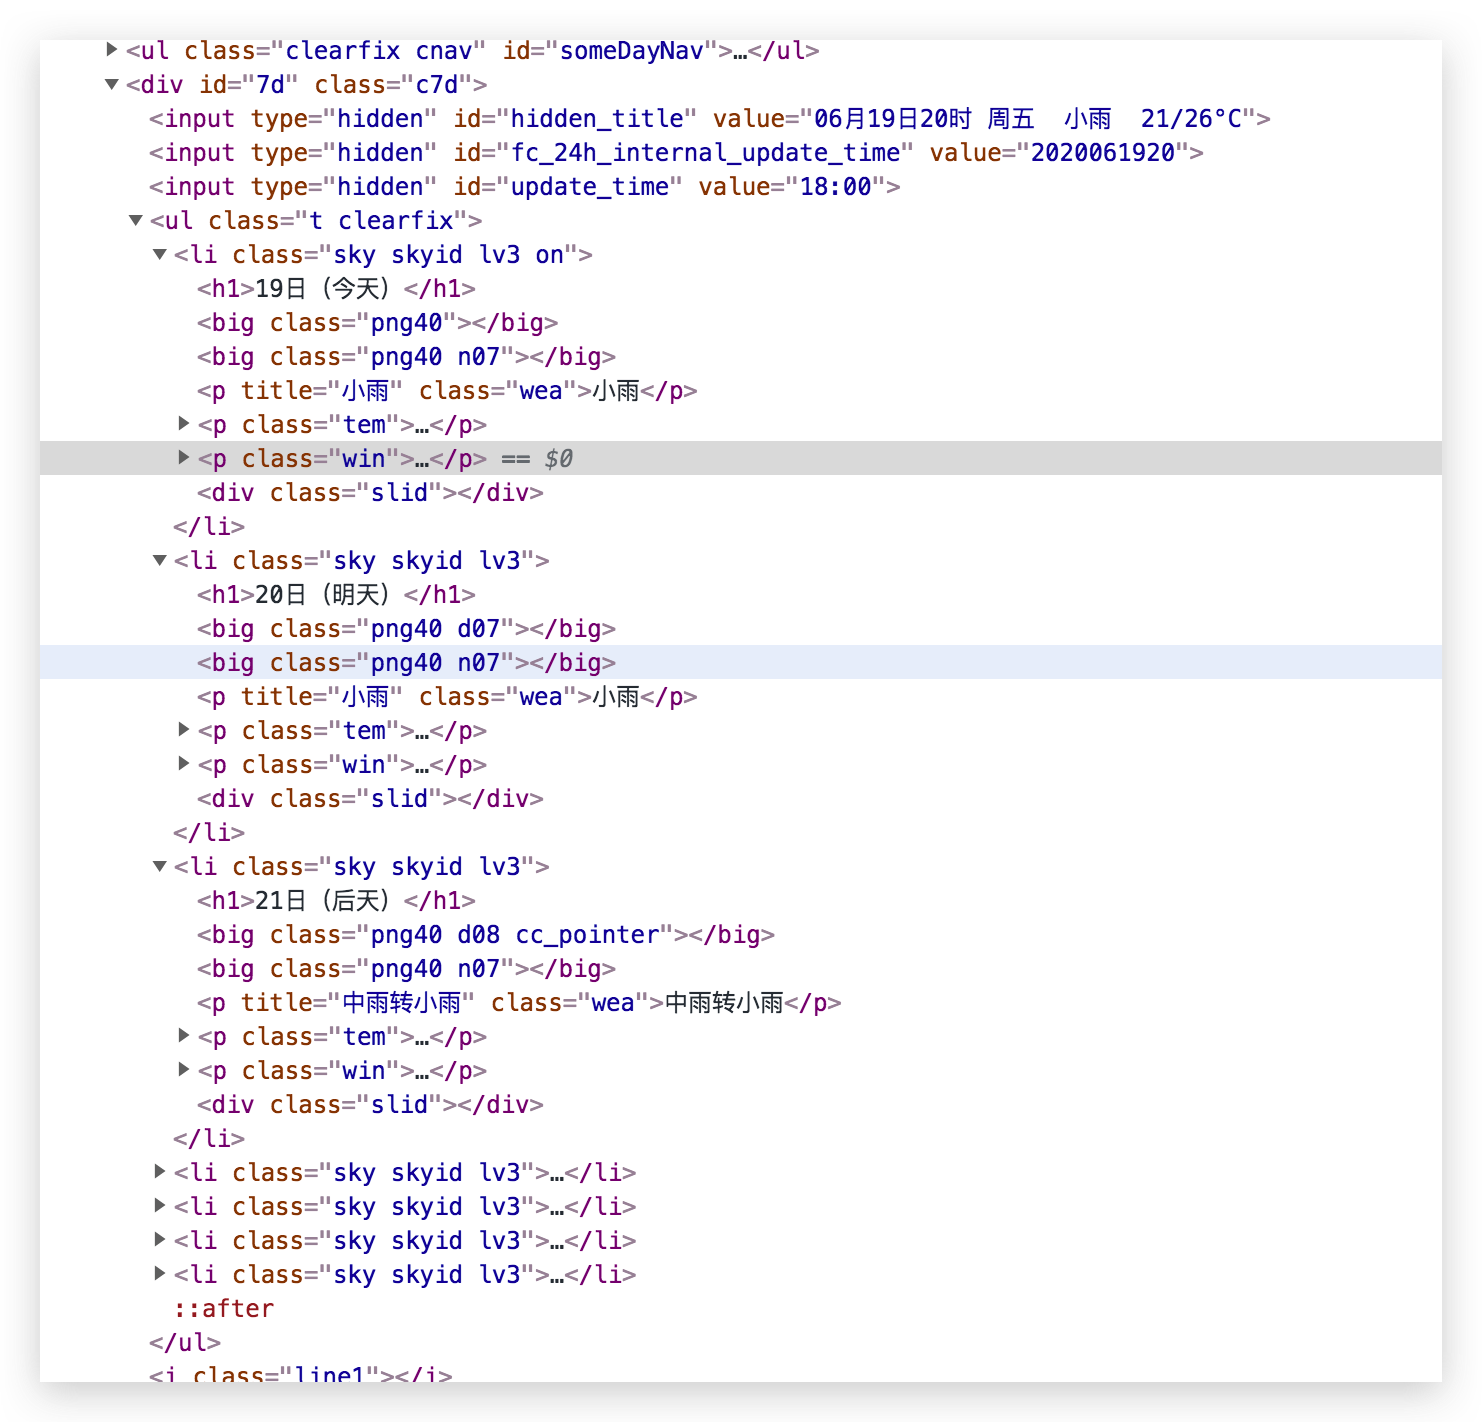 <ul class="clearfix cnav" id="someDayNav">…</ul>
<div id="7d" class="c7d">
<input type="hidden" id="hidden_title" value="06月19日20时 周五  小雨  21/26°C">
<input type="hidden" id="fc_24h_internal_update_time" value="2020061920">
<input type="hidden" id="update_time" value="18:00">
<ul class="t clearfix">
<li class="sky skyid lv3 on">
<h1>19日（今天）</h1>
<big class="png40"></big>
<big class="png40 n07"></big>
<p title="小雨" class="wea">小雨</p>
<p class="tem">…</p>
<p class="win">…</p> == $0
<div class="slid"></div>
</li>
<li class="sky skyid lv3">
<h1>20日（明天）</h1>
<big class="png40 d07"></big>
<big class="png40 n07"></big>
<p title="小雨" class="wea">小雨</p>
<p class="tem">…</p>
<p class="win">…</p>
<div class="slid"></div>
</li>
<li class="sky skyid lv3">
<h1>21日（后天）</h1>
<big class="png40 d08 cc_pointer"></big>
<big class="png40 n07"></big>
<p title="中雨转小雨" class="wea">中雨转小雨</p>
<p class="tem">…</p>
<p class="win">…</p>
<div class="slid"></div>
</li>
<li class="sky skyid lv3">…</li>
<li class="sky skyid lv3">…</li>
<li class="sky skyid lv3">…</li>
<li class="sky skyid lv3">…</li>
::after
</ul>
<i class="line1"></i>